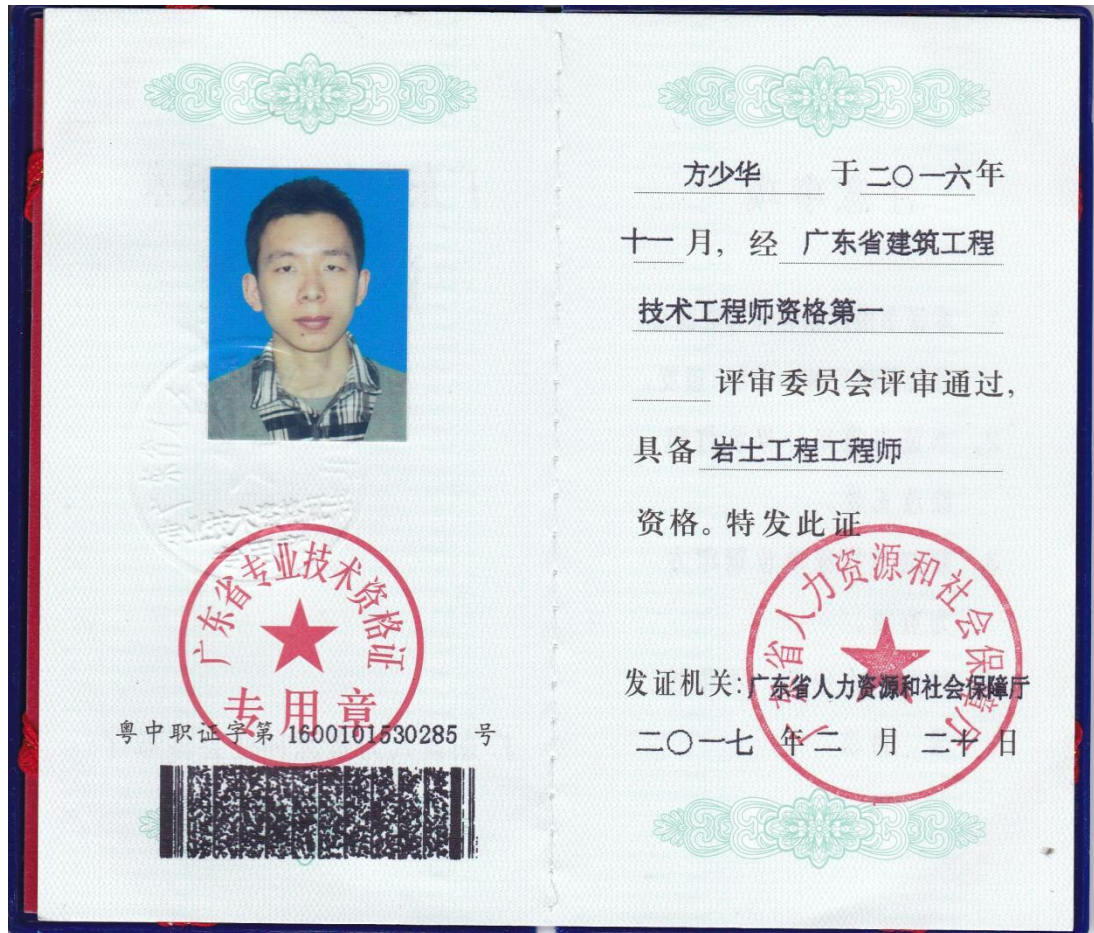 广东省专业技术资格证
专用章
粤中职证字第 1600101530285 号
方少华 于二〇一六年
十一月, 经 广东省建筑工程
技术工程师资格第一
评审委员会评审通过,
具备 岩土工程工程师
资格。特发此证
广东省人力资源和社会保障厅
发证机关:广东省人力资源和社会保障厅
二〇一七 年二 月 二十 日